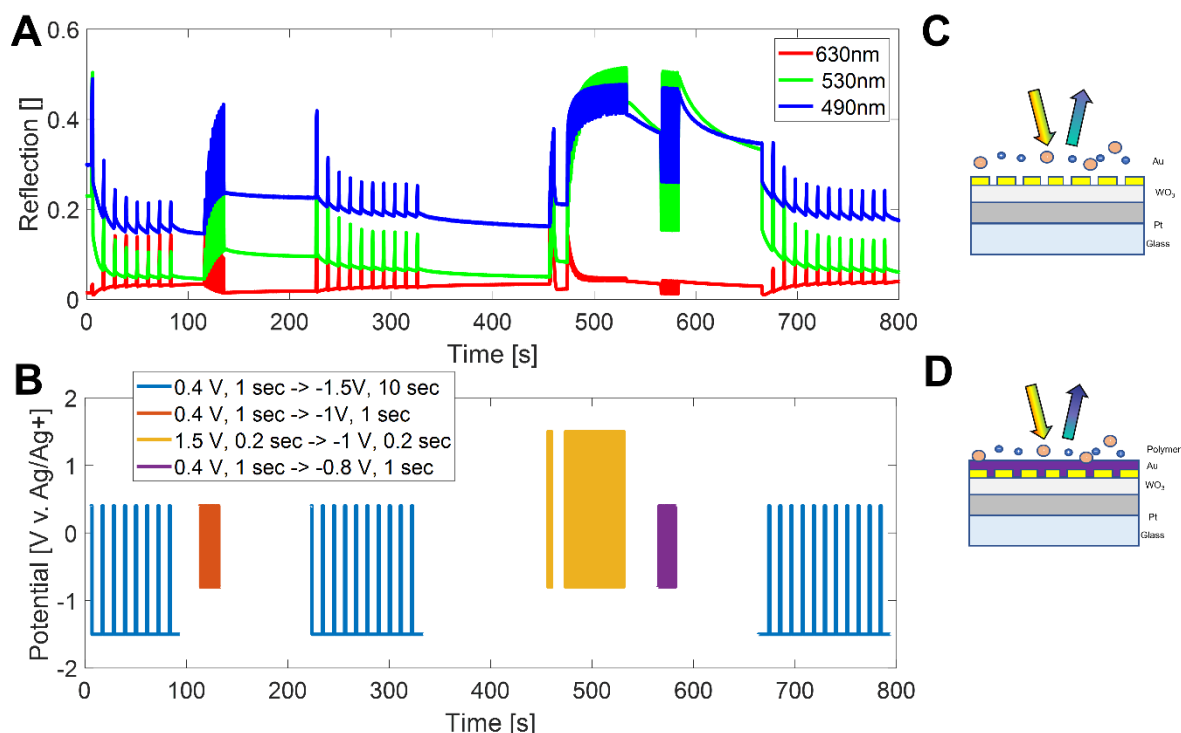 A
Reflection []
0.6
0.4
0.2
0
630nm
530nm
490nm
0 100 200 300 400 500 600 700 800
Time [s]
B
Potential [V v. Ag/Ag+]
2
1
0
-1
-2
0.4 V, 1 sec -> -1.5V, 10 sec
0.4 V, 1 sec -> -1V, 1 sec
1.5 V, 0.2 sec -> -1 V, 0.2 sec
0.4 V, 1 sec -> -0.8 V, 1 sec
0 100 200 300 400 500 600 700 800
Time [s]
C
Au
WO₃
Pt
Glass
D
Polymer
Au
WO₃
Pt
Glass